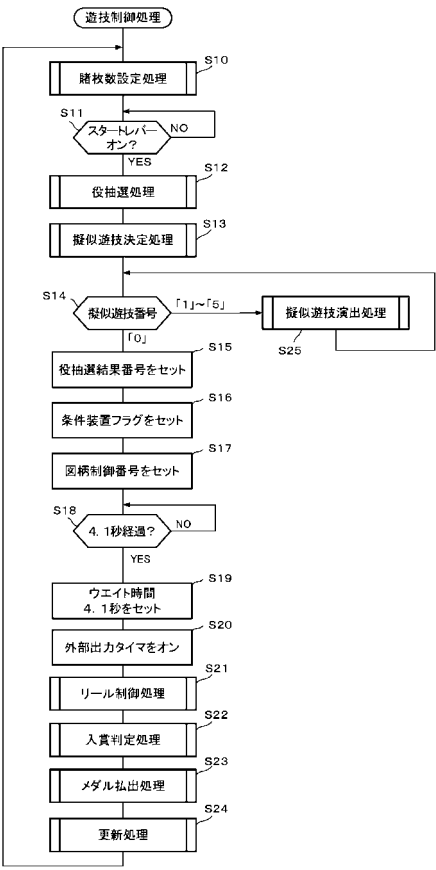 遊技制御処理
S10
賭枚数設定処理
S11
スタートレバー
オン?
NO
YES
S12
役抽選処理
S13
擬似遊技決定処理
S14
擬似遊技番号
「1」~「5」
擬似遊技演出処理
S25
「0」
S15
役抽選結果番号をセット
S16
条件装置フラグをセット
S17
図柄制御番号をセット
S18
4.1秒経過?
NO
YES
S19
ウエイト時間
4.1秒をセット
S20
外部出力タイマをオン
S21
リール制御処理
S22
入賞判定処理
S23
メダル払出処理
S24
更新処理